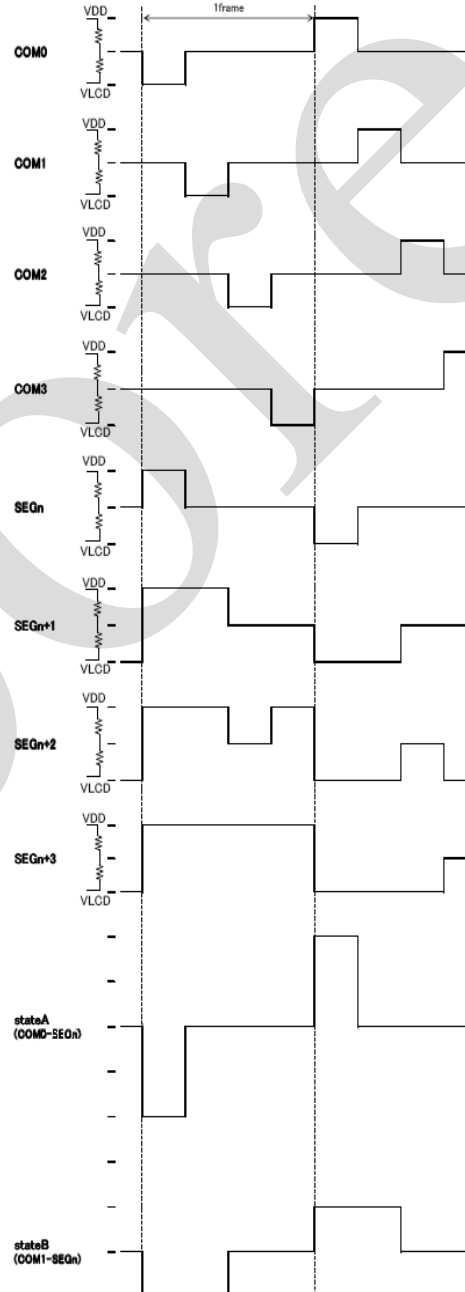 1frame
VDD
COM0
VLCD
VDD
COM1
VLCD
VDD
COM2
VLCD
VDD
COM3
VLCD
VDD
SEGn
VLCD
VDD
SEGn+1
VLCD
VDD
SEGn+2
VLCD
VDD
SEGn+3
VLCD
stateA
(COM0-SEGn)
stateB
(COM1-SEGn)